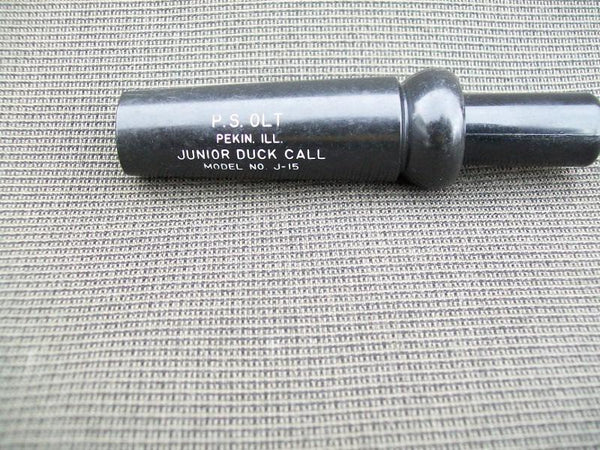 P.S. OLT
PEKIN, ILL.
JUNIOR DUCK CALL
MODEL NO. J-15